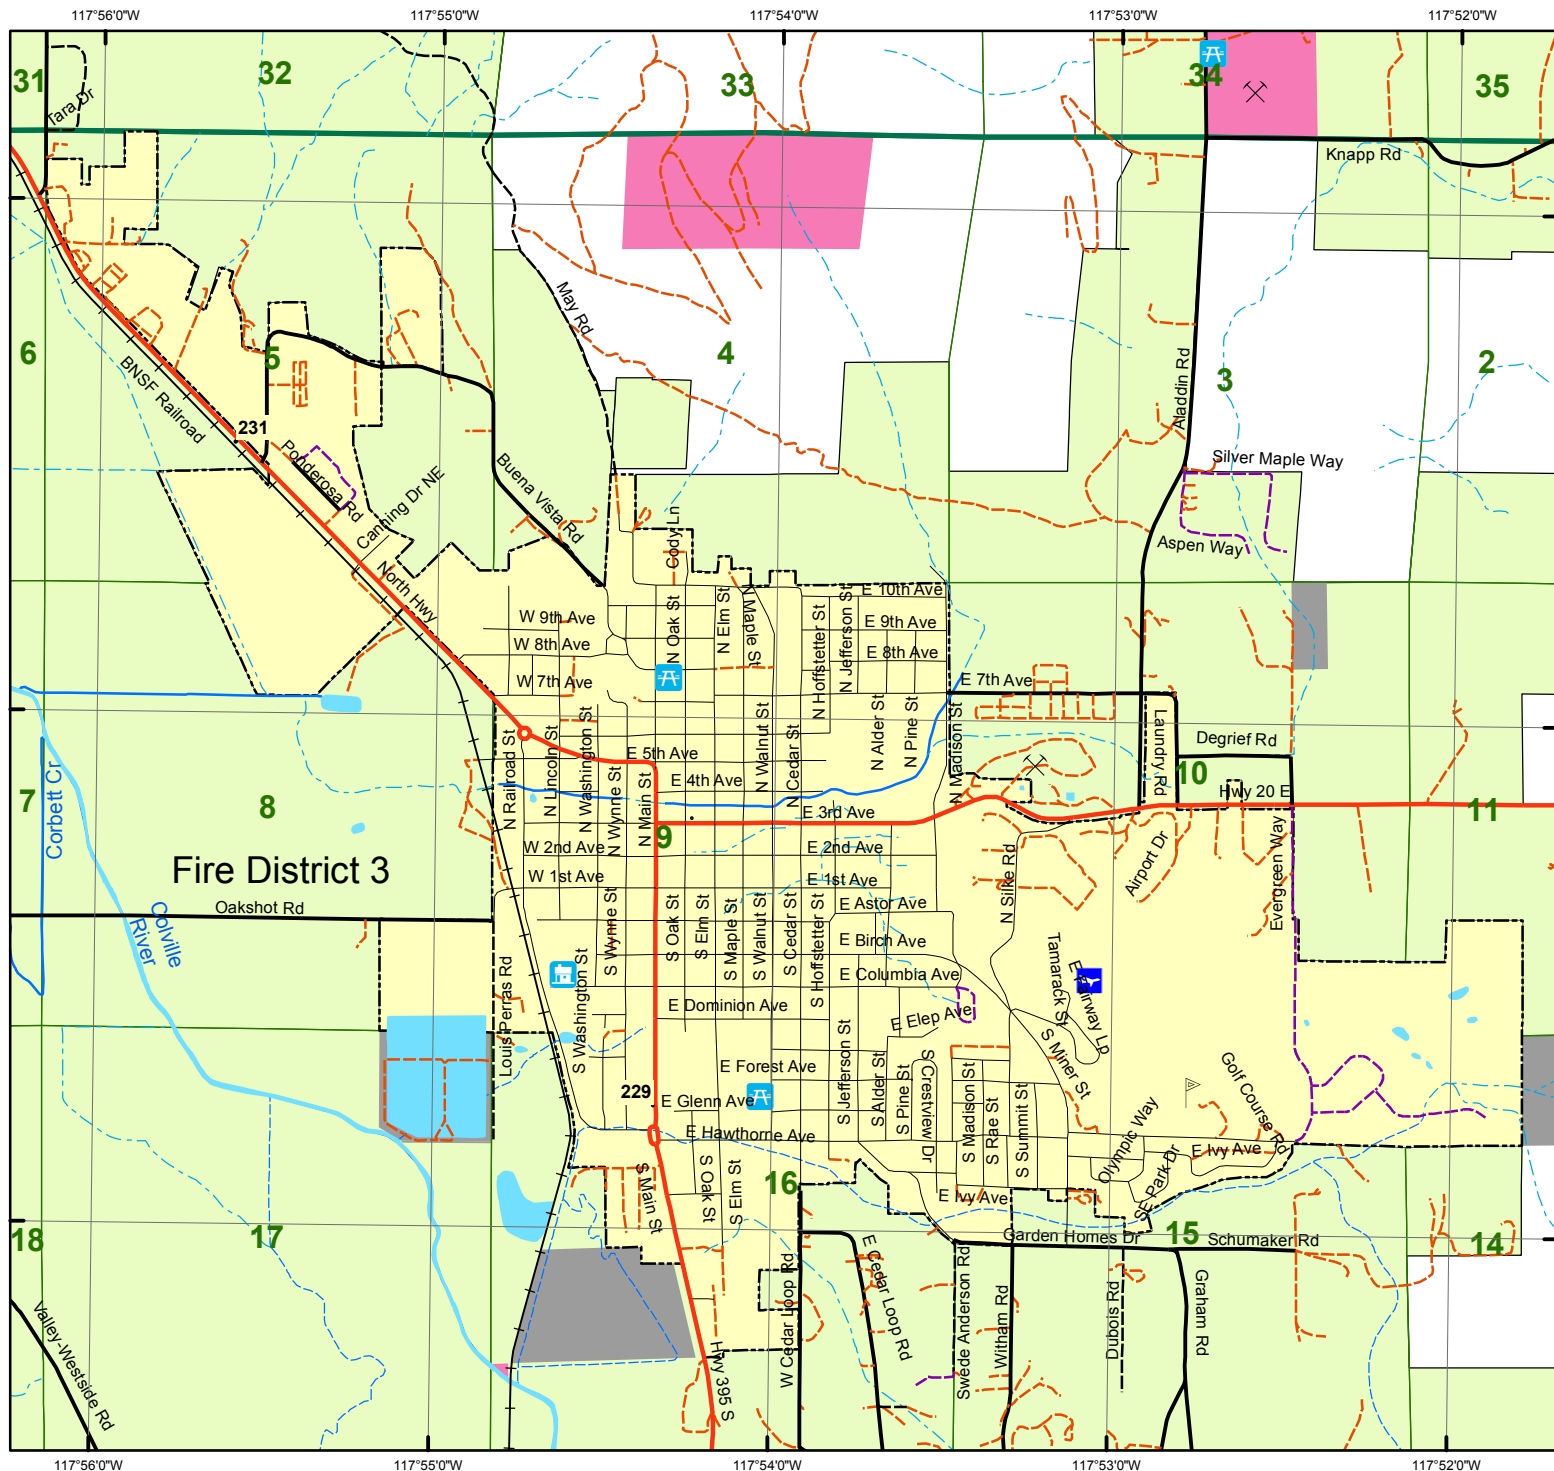 117°56'0"W
117°55'0"W
117°54'0"W
117°53'0"W
117°52'0"W
31
32
33
34
35
Tara Dr
Knapp Rd
May Rd
6
5
4
3
2
BNSF Railroad
231
Ponderosa Rd
Canning Dr NE
Buena Vista Rd
Aladdin Rd
Silver Maple Way
Aspen Way
Cody Ln
North Hwy
W 9th Ave
W 8th Ave
W 7th Ave
N Oak St
N Elm St
N Maple St
N Hoffstetter St
N Jefferson St
E 10th Ave
E 9th Ave
E 8th Ave
E 7th Ave
N Railroad St
N Lincoln St
N Washington St
N Wynne St
N Main St
E 5th Ave
E 4th Ave
N Walnut St
N Cedar St
N Alder St
N Pine St
N Madison St
Laundry Rd
Degrief Rd
10
Hwy 20 E
11
7
Corbett Cr
8
9
E 3rd Ave
Fire District 3
W 2nd Ave
W 1st Ave
E 2nd Ave
E 1st Ave
E Astor Ave
E Birch Ave
E Columbia Ave
N Silke Rd
Airport Dr
Evergreen Way
Oakshot Rd
Colville
River
Louis Perras Rd
S Washington St
S Wynne St
S Oak St
S Elm St
S Maple St
S Walnut St
S Cedar St
S Hoffstetter St
E Dominion Ave
E Elep Ave
Tamarack St
E Fairway Lp
S Miner St
E Forest Ave
229
E Glenn Ave
E Hawthorne Ave
S Jefferson St
S Alder St
S Pine St
S Crestview Dr
S Madison St
S Rae St
S Summit St
Olympic Way
Golf Course Rd
E Ivy Ave
SE Park Dr
E Ivy Ave
S Main St
S Oak St
S Elm St
16
18
17
15
14
Garden Homes Dr
Schumaker Rd
Valley-Westside Rd
Hwy 395 S
W Cedar Loop Rd
E Cedar Loop Rd
Swede Anderson Rd
Witham Rd
Dubois Rd
Graham Rd
117°56'0"W
117°55'0"W
117°54'0"W
117°53'0"W
117°52'0"W